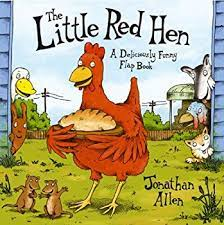 The
Little Red Hen
A Deliciously Funny
Flap Book
Jonathan
Allen